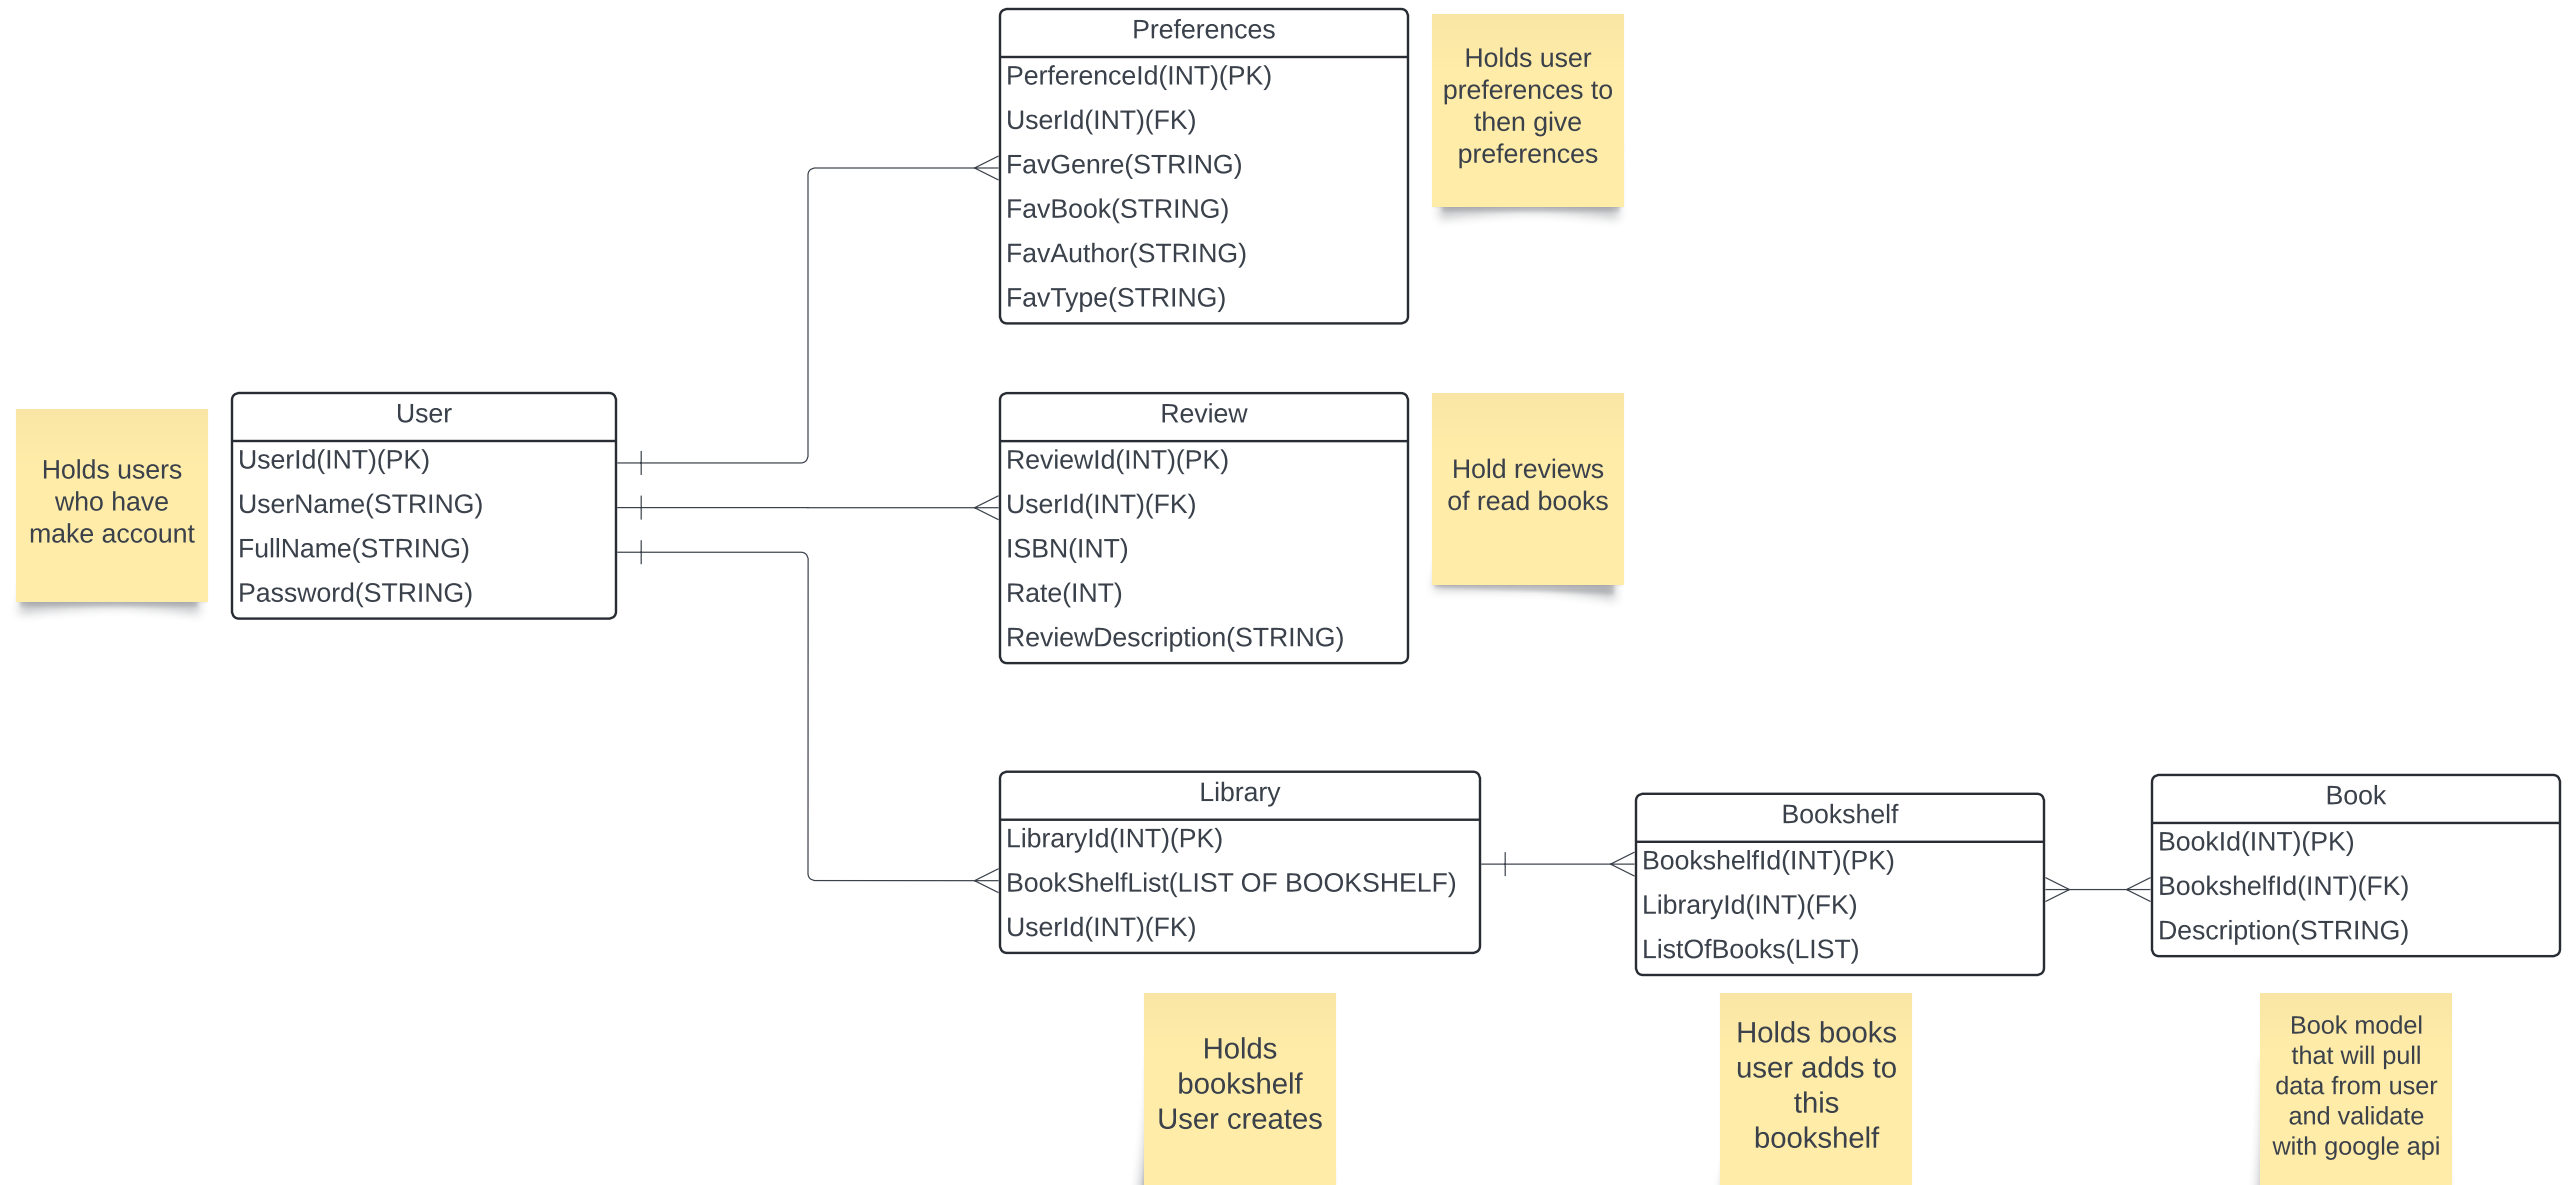 Preferences
PerferenceId(INT)(PK)
UserId(INT)(FK)
FavGenre(STRING)
FavBook(STRING)
FavAuthor(STRING)
FavType(STRING)
Holds user
preferences to
then give
preferences
Holds users
who have
make account
User
UserId(INT)(PK)
UserName(STRING)
FullName(STRING)
Password(STRING)
Review
ReviewId(INT)(PK)
UserId(INT)(FK)
ISBN(INT)
Rate(INT)
ReviewDescription(STRING)
Hold reviews
of read books
Library
LibraryId(INT)(PK)
BookShelfList(LIST OF BOOKSHELF)
UserId(INT)(FK)
Bookshelf
BookshelfId(INT)(PK)
LibraryId(INT)(FK)
ListOfBooks(LIST)
Book
BookId(INT)(PK)
BookshelfId(INT)(FK)
Description(STRING)
Holds
bookshelf
User creates
Holds books
user adds to
this
bookshelf
Book model
that will pull
data from user
and validate
with google api